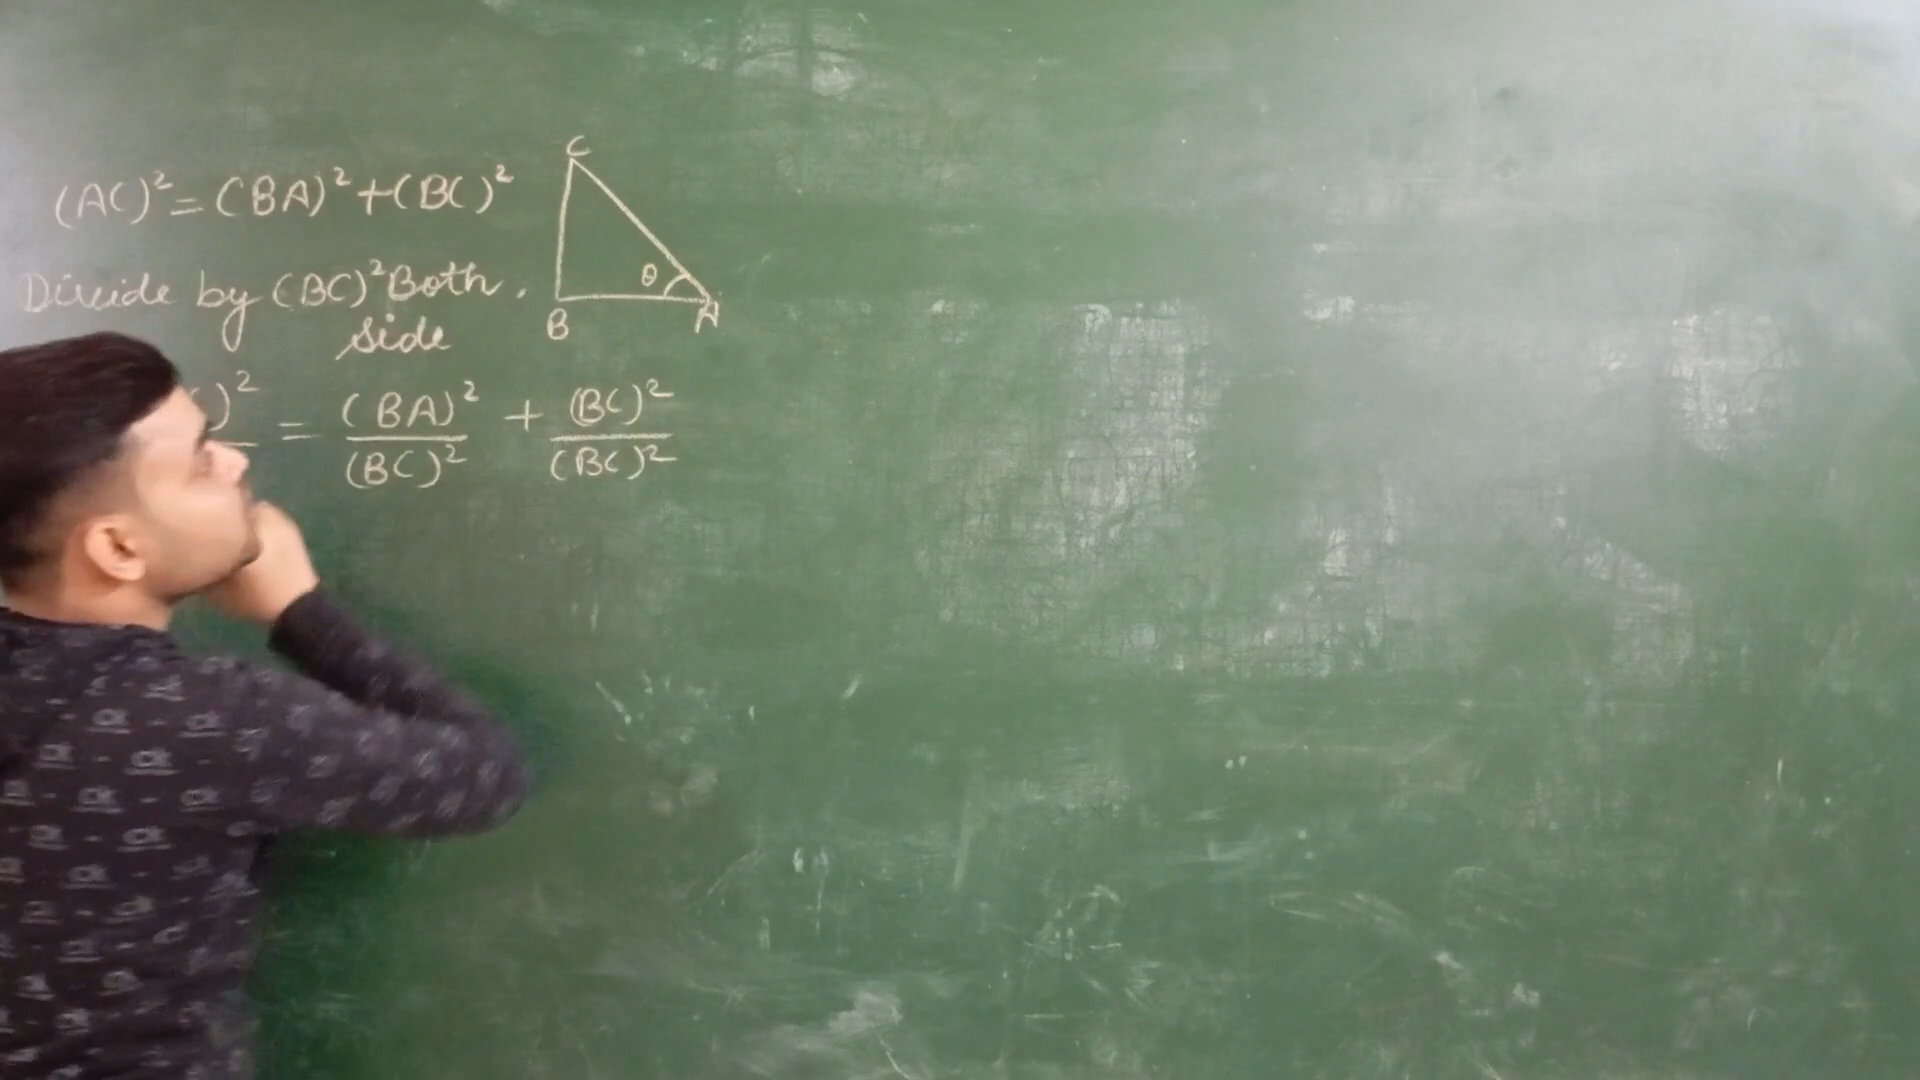 (AC)² = (BA)² + (BC)²
Divide by (BC)² Both
side
)² = (BA)² + (BC)²
(BC)² (BC)²
C
θ
B A